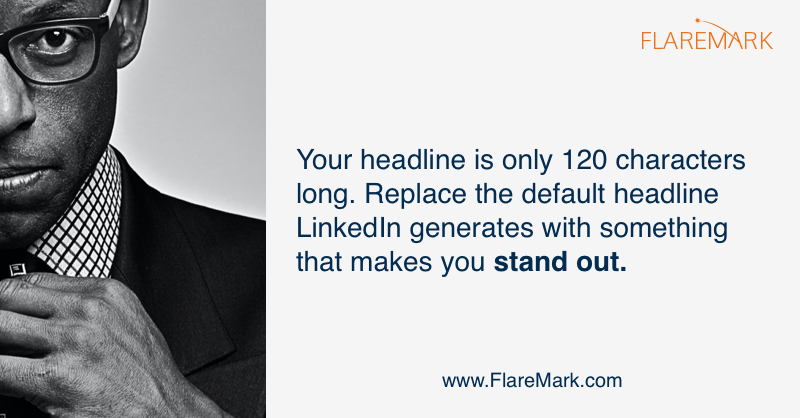 FLAREMARK
Your headline is only 120 characters
long. Replace the default headline
LinkedIn generates with something
that makes you stand out.
www.FlareMark.com